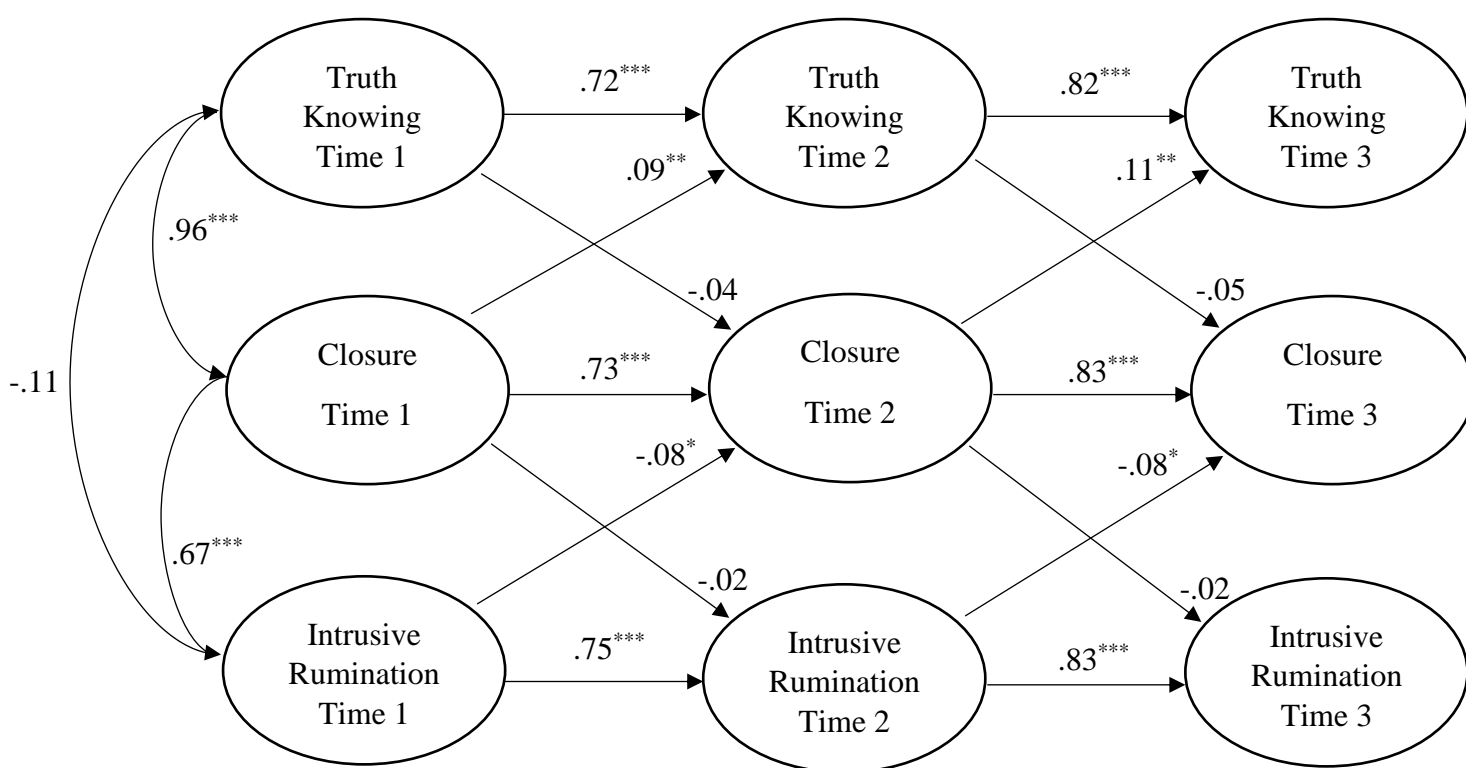 Truth
Knowing
Time 1
.72***
Truth
Knowing
Time 2
.82***
Truth
Knowing
Time 3
.09**
.11**
.96***
-.04
-.05
-.11
Closure
Time 1
.73***
Closure
Time 2
.83***
Closure
Time 3
-.08*
-.08*
.67***
-.02
-.02
Intrusive
Rumination
Time 1
.75***
Intrusive
Rumination
Time 2
.83***
Intrusive
Rumination
Time 3